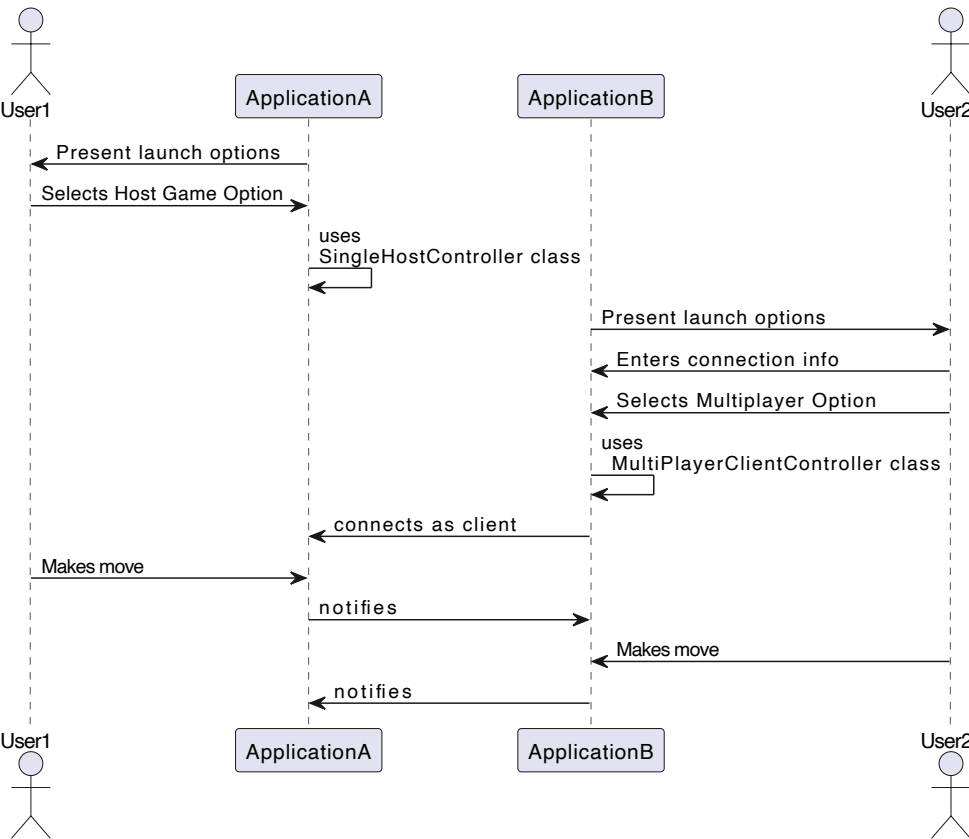 User1
ApplicationA
ApplicationB
User2
Present launch options
Selects Host Game Option
uses
SingleHostController class
Present launch options
Enters connection info
Selects Multiplayer Option
uses
MultiPlayerClientController class
connects as client
Makes move
notifies
Makes move
notifies
User1
ApplicationA
ApplicationB
User2